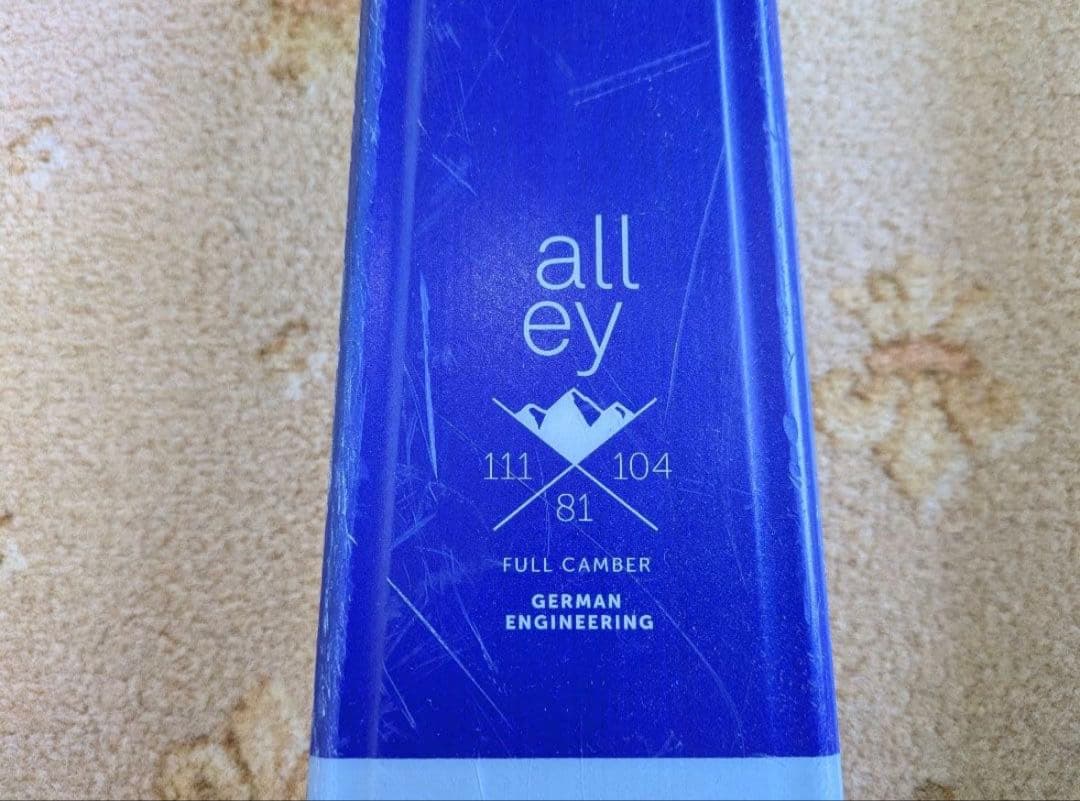 all
ey
111 104
81
FULL CAMBER
GERMAN
ENGINEERING